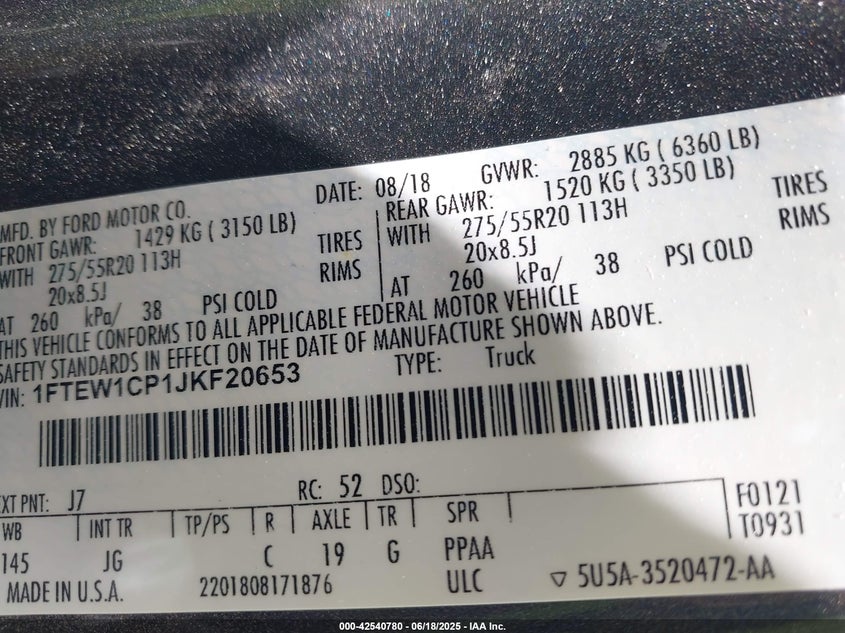 MFD. BY FORD MOTOR CO. DATE: 08/18 GVWR: 2885 KG ( 6360 LB)
FRONT GAWR: 1429 KG ( 3150 LB) REAR GAWR: 1520 KG ( 3350 LB)
WITH 275/55R20 113H TIRES WITH 275/55R20 113H TIRES
20x8.5J RIMS 20x8.5J RIMS
AT 260 kPa/ 38 PSI COLD AT 260 kPa/ 38 PSI COLD
THIS VEHICLE CONFORMS TO ALL APPLICABLE FEDERAL MOTOR VEHICLE
SAFETY STANDARDS IN EFFECT ON THE DATE OF MANUFACTURE SHOWN ABOVE.
VIN: 1FTEW1CP1JKF20653 TYPE: Truck
EXT PNT: J7 RC: 52 DSO:
WB INT TR TP/PS R AXLE TR SPR F0121
145 JG C 19 G PPAA T0931
MADE IN U.S.A. 2201808171876 ULC ▽ 5U5A-3520472-AA
000-42540780 - 06/18/2025 - IAA Inc.